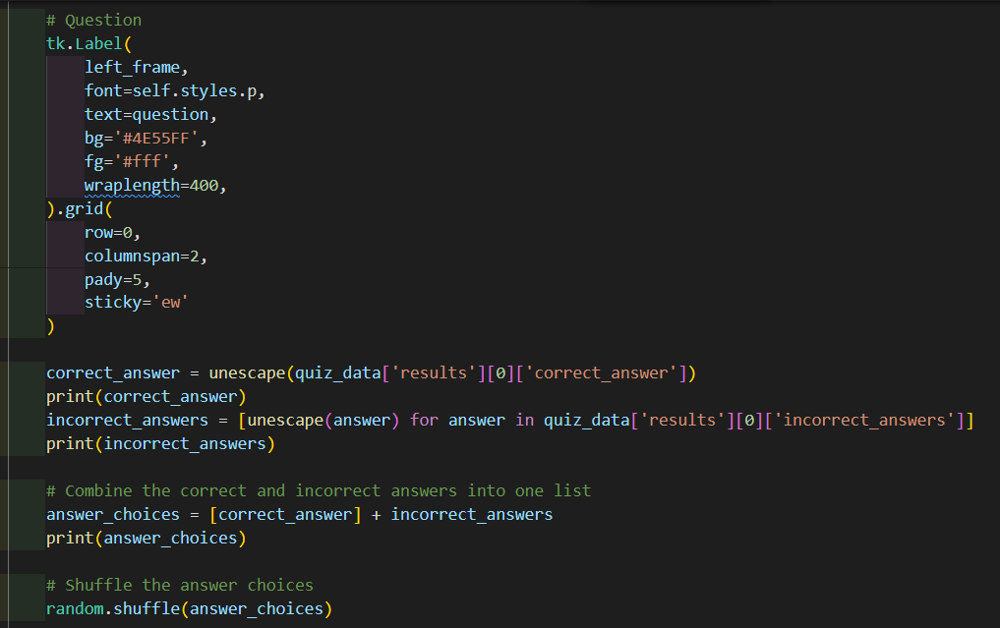 # Question
tk.Label(
left_frame,
font=self.styles.p,
text=question,
bg='#4E55FF',
fg='#fff',
wraplength=400,
).grid(
row=0,
columnspan=2,
pady=5,
sticky='ew'
)
correct_answer = unescape(quiz_data['results'][0]['correct_answer'])
print(correct_answer)
incorrect_answers = [unescape(answer) for answer in quiz_data['results'][0]['incorrect_answers']]
print(incorrect_answers)
# Combine the correct and incorrect answers into one list
answer_choices = [correct_answer] + incorrect_answers
print(answer_choices)
# Shuffle the answer choices
random.shuffle(answer_choices)